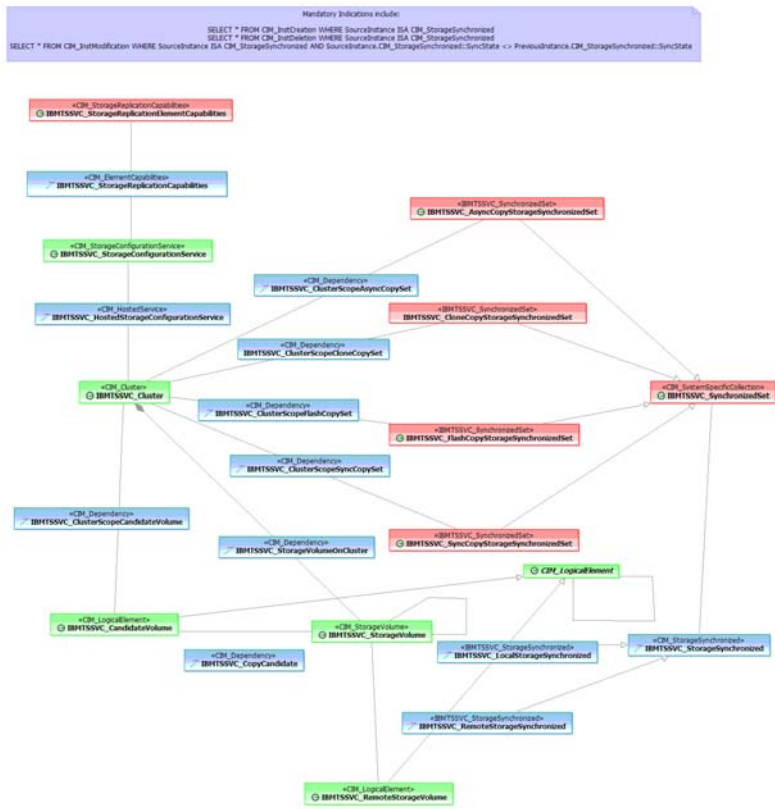 Mandatory Indications include:
SELECT * FROM CIM_InstCreation WHERE SourceInstance ISA CIM_StorageSynchronized
SELECT * FROM CIM_InstDeletion WHERE SourceInstance ISA CIM_StorageSynchronized
SELECT * FROM CIM_InstModification WHERE SourceInstance ISA CIM_StorageSynchronized AND SourceInstance.CIM_StorageSynchronized::SyncState <> PreviousInstance.CIM_StorageSynchronized::SyncState
«CIM_StorageReplicationCapabilities»
IBMTSSVC_StorageReplicationElementCapabilities
«CIM_ElementCapabilities»
IBMTSSVC_StorageReplicationCapabilities
«IBMTSSVC_SynchronizedSet»
IBMTSSVC_AsyncCopyStorageSynchronizedSet
«CIM_StorageConfigurationService»
IBMTSSVC_StorageConfigurationService
«CIM_Dependency»
IBMTSSVC_ClusterScopeAsyncCopySet
«CIM_HostedService»
IBMTSSVC_HostedStorageConfigurationService
«IBMTSSVC_SynchronizedSet»
IBMTSSVC_CloneCopyStorageSynchronizedSet
«CIM_Dependency»
IBMTSSVC_ClusterScopeCloneCopySet
«CIM_Cluster»
IBMTSSVC_Cluster
«CIM_SystemSpecificCollection»
IBMTSSVC_SynchronizedSet
«CIM_Dependency»
IBMTSSVC_ClusterScopeFlashCopySet
«IBMTSSVC_SynchronizedSet»
IBMTSSVC_FlashCopyStorageSynchronizedSet
«CIM_Dependency»
IBMTSSVC_ClusterScopeSyncCopySet
«CIM_Dependency»
IBMTSSVC_ClusterScopeCandidateVolume
«CIM_Dependency»
IBMTSSVC_StorageVolumeOnCluster
«IBMTSSVC_SynchronizedSet»
IBMTSSVC_SyncCopyStorageSynchronizedSet
CIM_LogicalElement
«CIM_LogicalElement»
IBMTSSVC_CandidateVolume
«CIM_StorageVolume»
IBMTSSVC_StorageVolume
«CIM_Dependency»
IBMTSSVC_CopyCandidate
«IBMTSSVC_StorageSynchronized»
IBMTSSVC_LocalStorageSynchronized
«CIM_StorageSynchronized»
IBMTSSVC_StorageSynchronized
«IBMTSSVC_StorageSynchronized»
IBMTSSVC_RemoteStorageSynchronized
«CIM_LogicalElement»
IBMTSSVC_RemoteStorageVolume